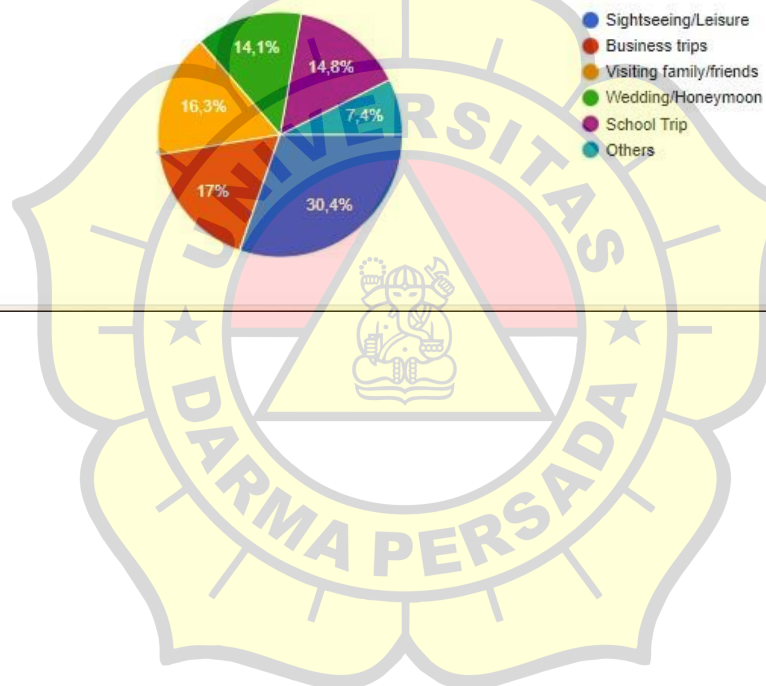 14,1%
14,8%
16,3%
7,4%
17%
30,4%
Sightseeing/Leisure
Business trips
Visiting family/friends
Wedding/Honeymoon
School Trip
Others
UNIVERSITAS
DARMA PERSADA